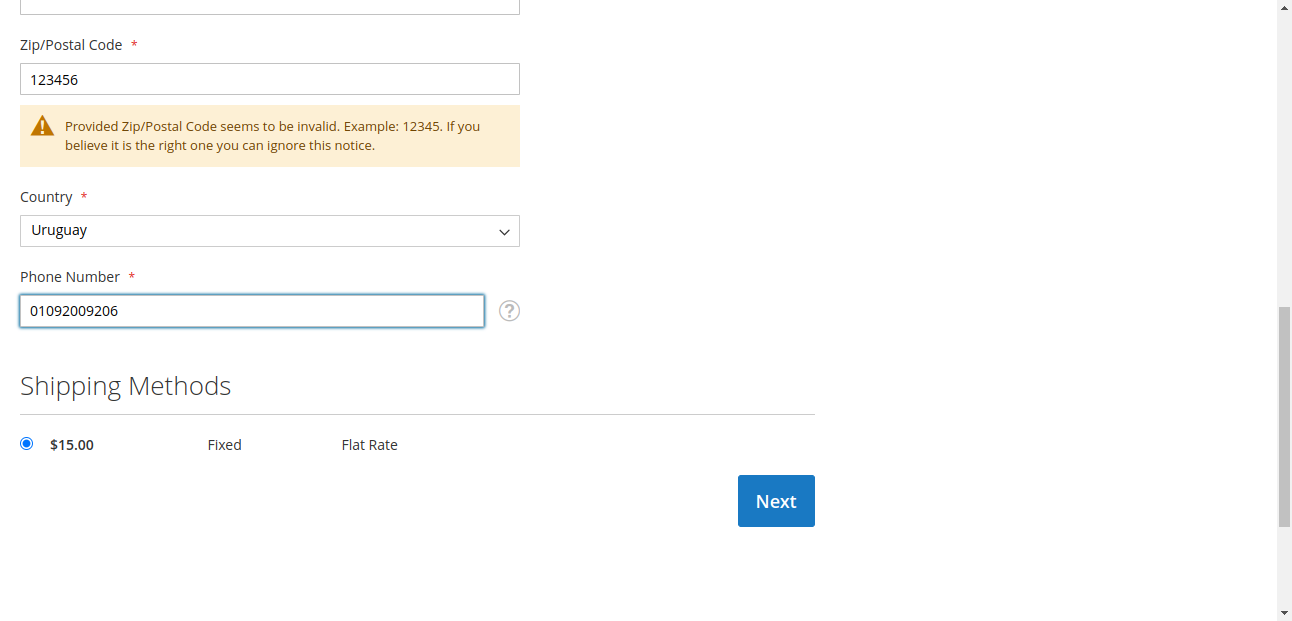 Zip/Postal Code *
123456
Provided Zip/Postal Code seems to be invalid. Example: 12345. If you
believe it is the right one you can ignore this notice.
Country *
Uruguay
Phone Number *
01092009206
?
Shipping Methods
$15.00 Fixed Flat Rate
Next